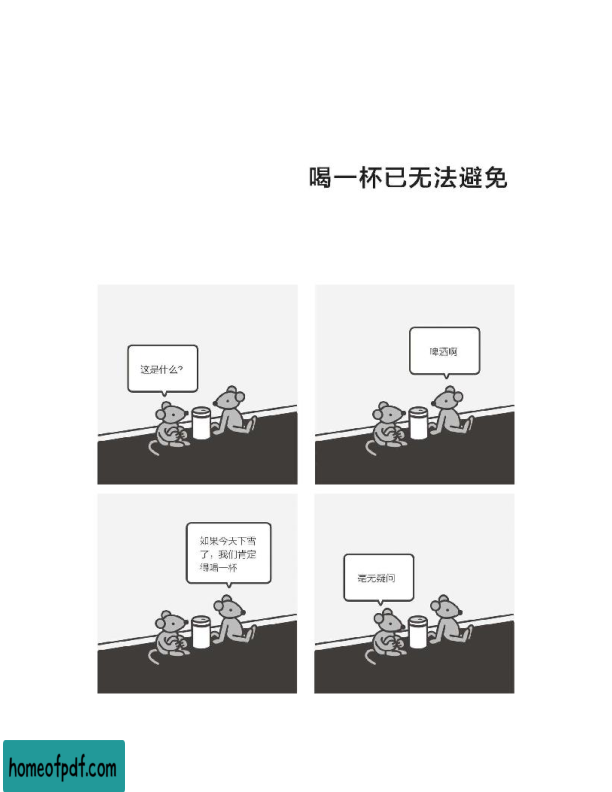 喝一杯已无法避免
这是什么?
啤酒啊
如果今天下雪
了，我们肯定
得喝一杯
毫无疑问
homeofpdf.com